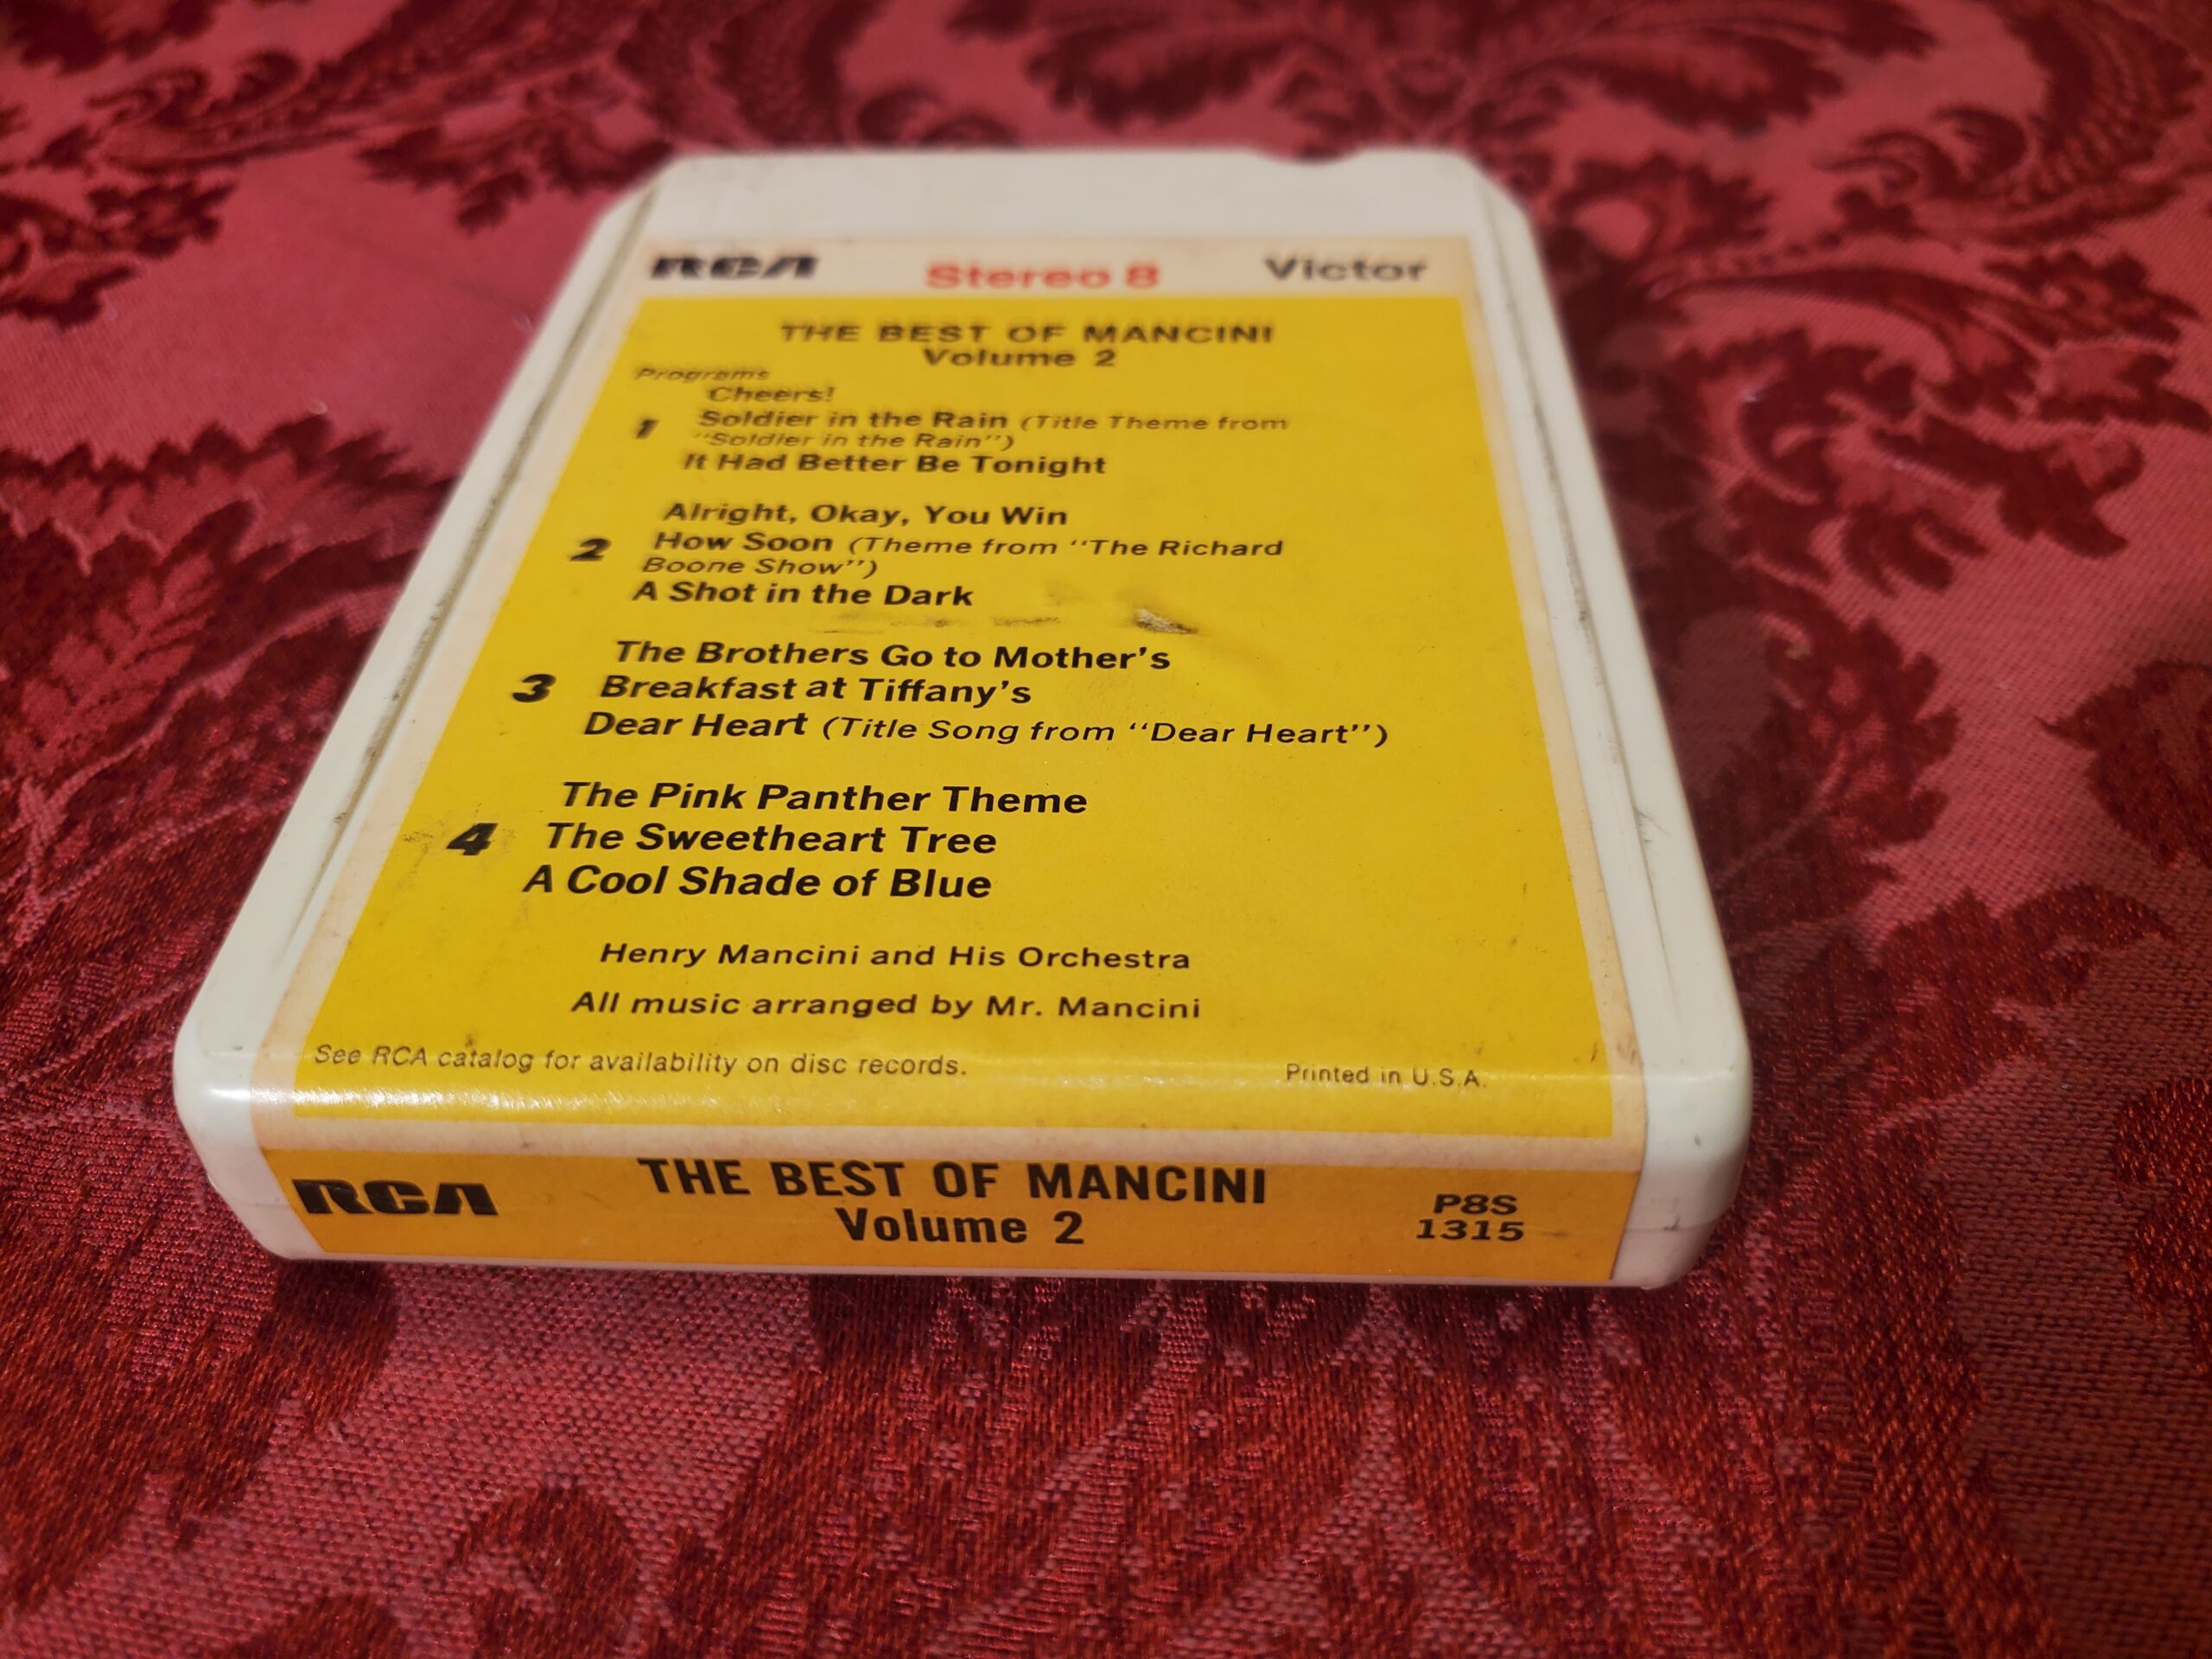 RCA Stereo 8 Victor
THE BEST OF MANCINI
Volume 2
Programs
Cheers!
1 Soldier in the Rain (Title Theme from
"Soldier in the Rain")
It Had Better Be Tonight
Alright, Okay, You Win
2 How Soon (Theme from "The Richard
Boone Show")
A Shot in the Dark
The Brothers Go to Mother's
3 Breakfast at Tiffany's
Dear Heart (Title Song from "Dear Heart")
The Pink Panther Theme
4 The Sweetheart Tree
A Cool Shade of Blue
Henry Mancini and His Orchestra
All music arranged by Mr. Mancini
See RCA catalog for availability on disc records. Printed in U.S.A.
RCA THE BEST OF MANCINI P8S
Volume 2 1315